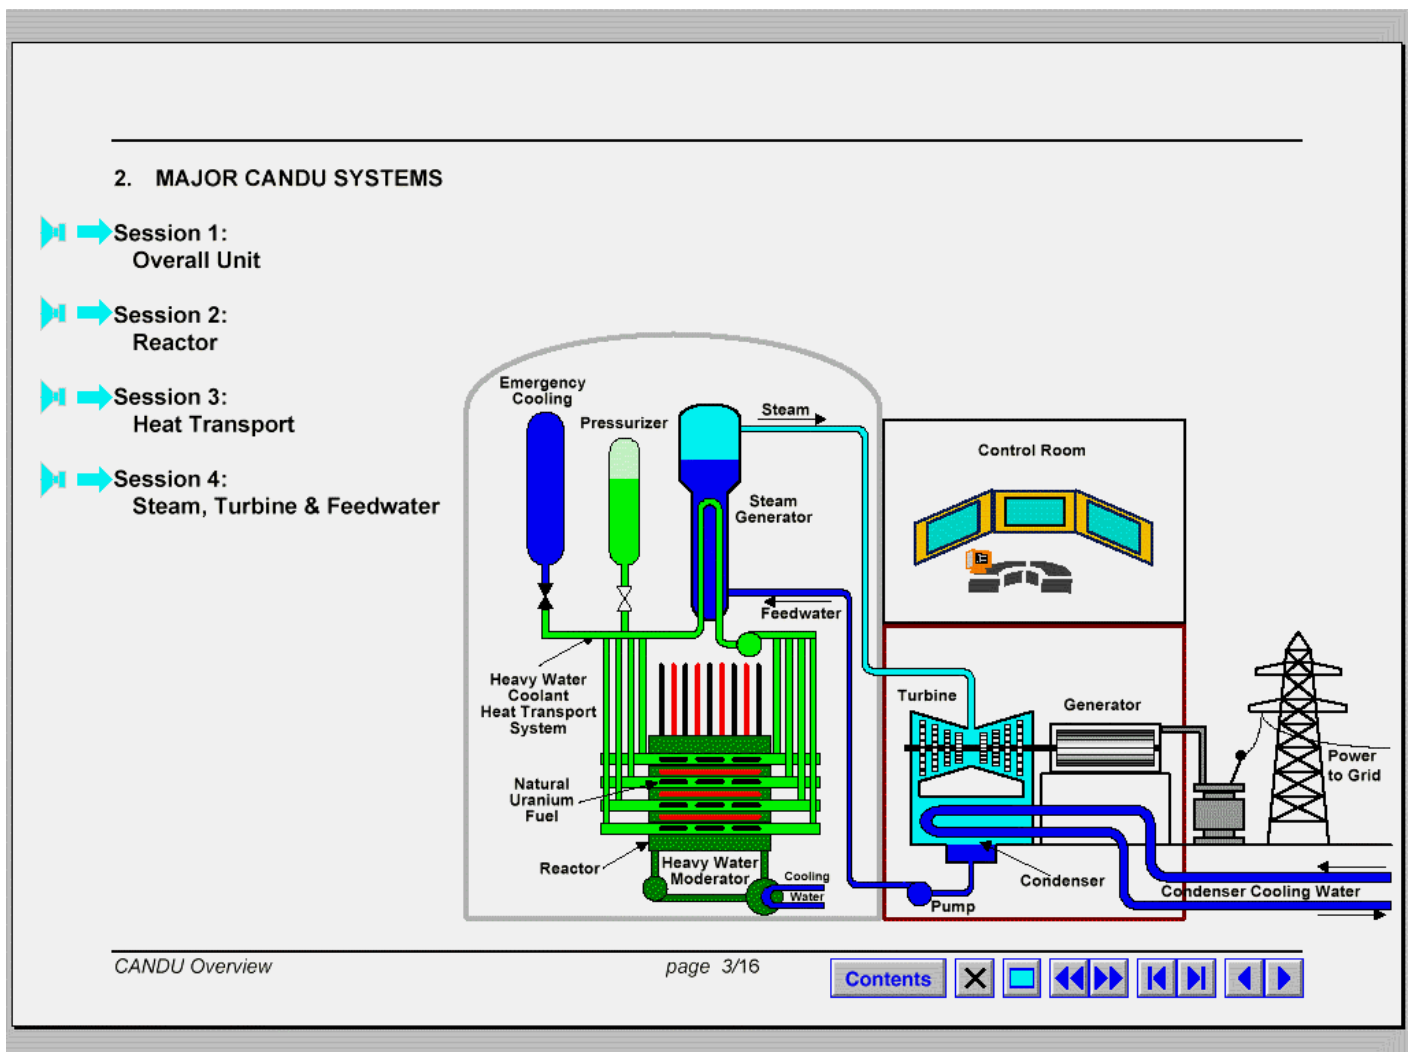 2. MAJOR CANDU SYSTEMS
Session 1:
Overall Unit
Session 2:
Reactor
Session 3:
Heat Transport
Session 4:
Steam, Turbine & Feedwater
Emergency
Cooling
Pressurizer
Steam
Steam
Generator
Feedwater
Control Room
Heavy Water
Coolant
Heat Transport
System
Turbine
Generator
Power
to Grid
Natural
Uranium
Fuel
Reactor
Heavy Water
Moderator
Cooling
Water
Condenser
Condenser Cooling Water
Pump
CANDU Overview
page 3/16
Contents